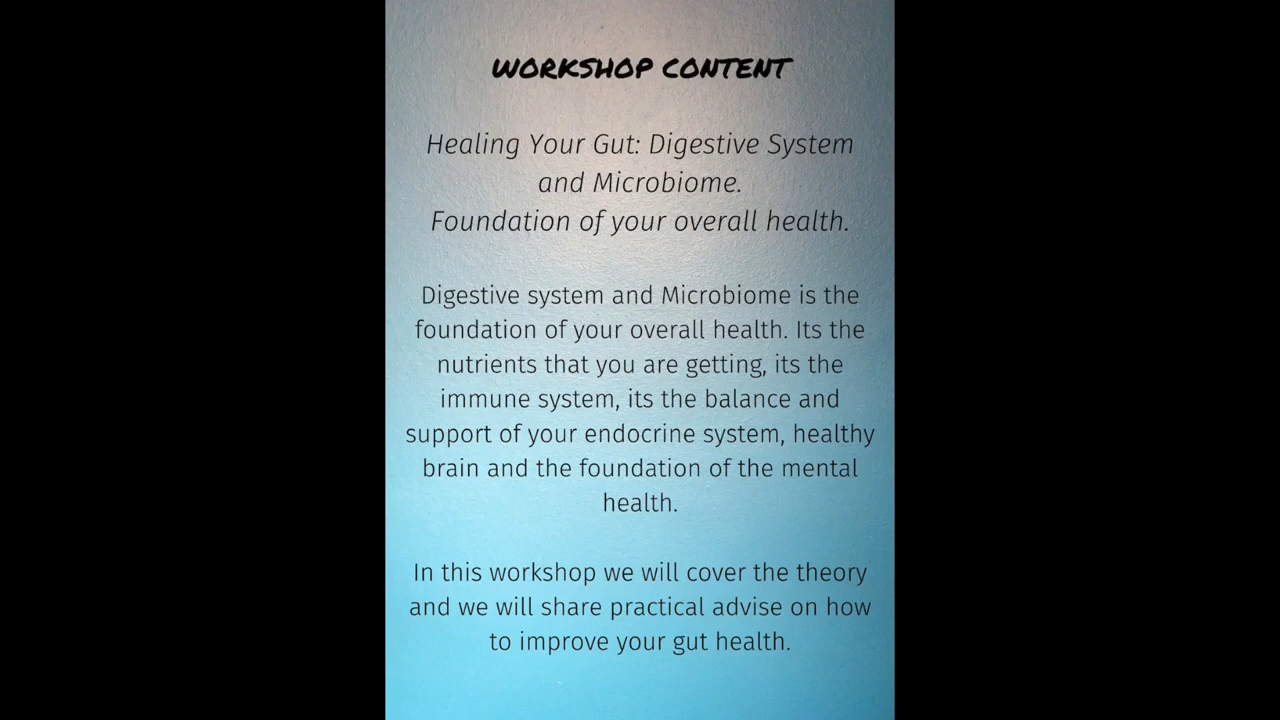 WORKSHOP CONTENT
Healing Your Gut: Digestive System
and Microbiome.
Foundation of your overall health.
Digestive system and Microbiome is the
foundation of your overall health. Its the
nutrients that you are getting, its the
immune system, its the balance and
support of your endocrine system, healthy
brain and the foundation of the mental
health.
In this workshop we will cover the theory
and we will share practical advise on how
to improve your gut health.